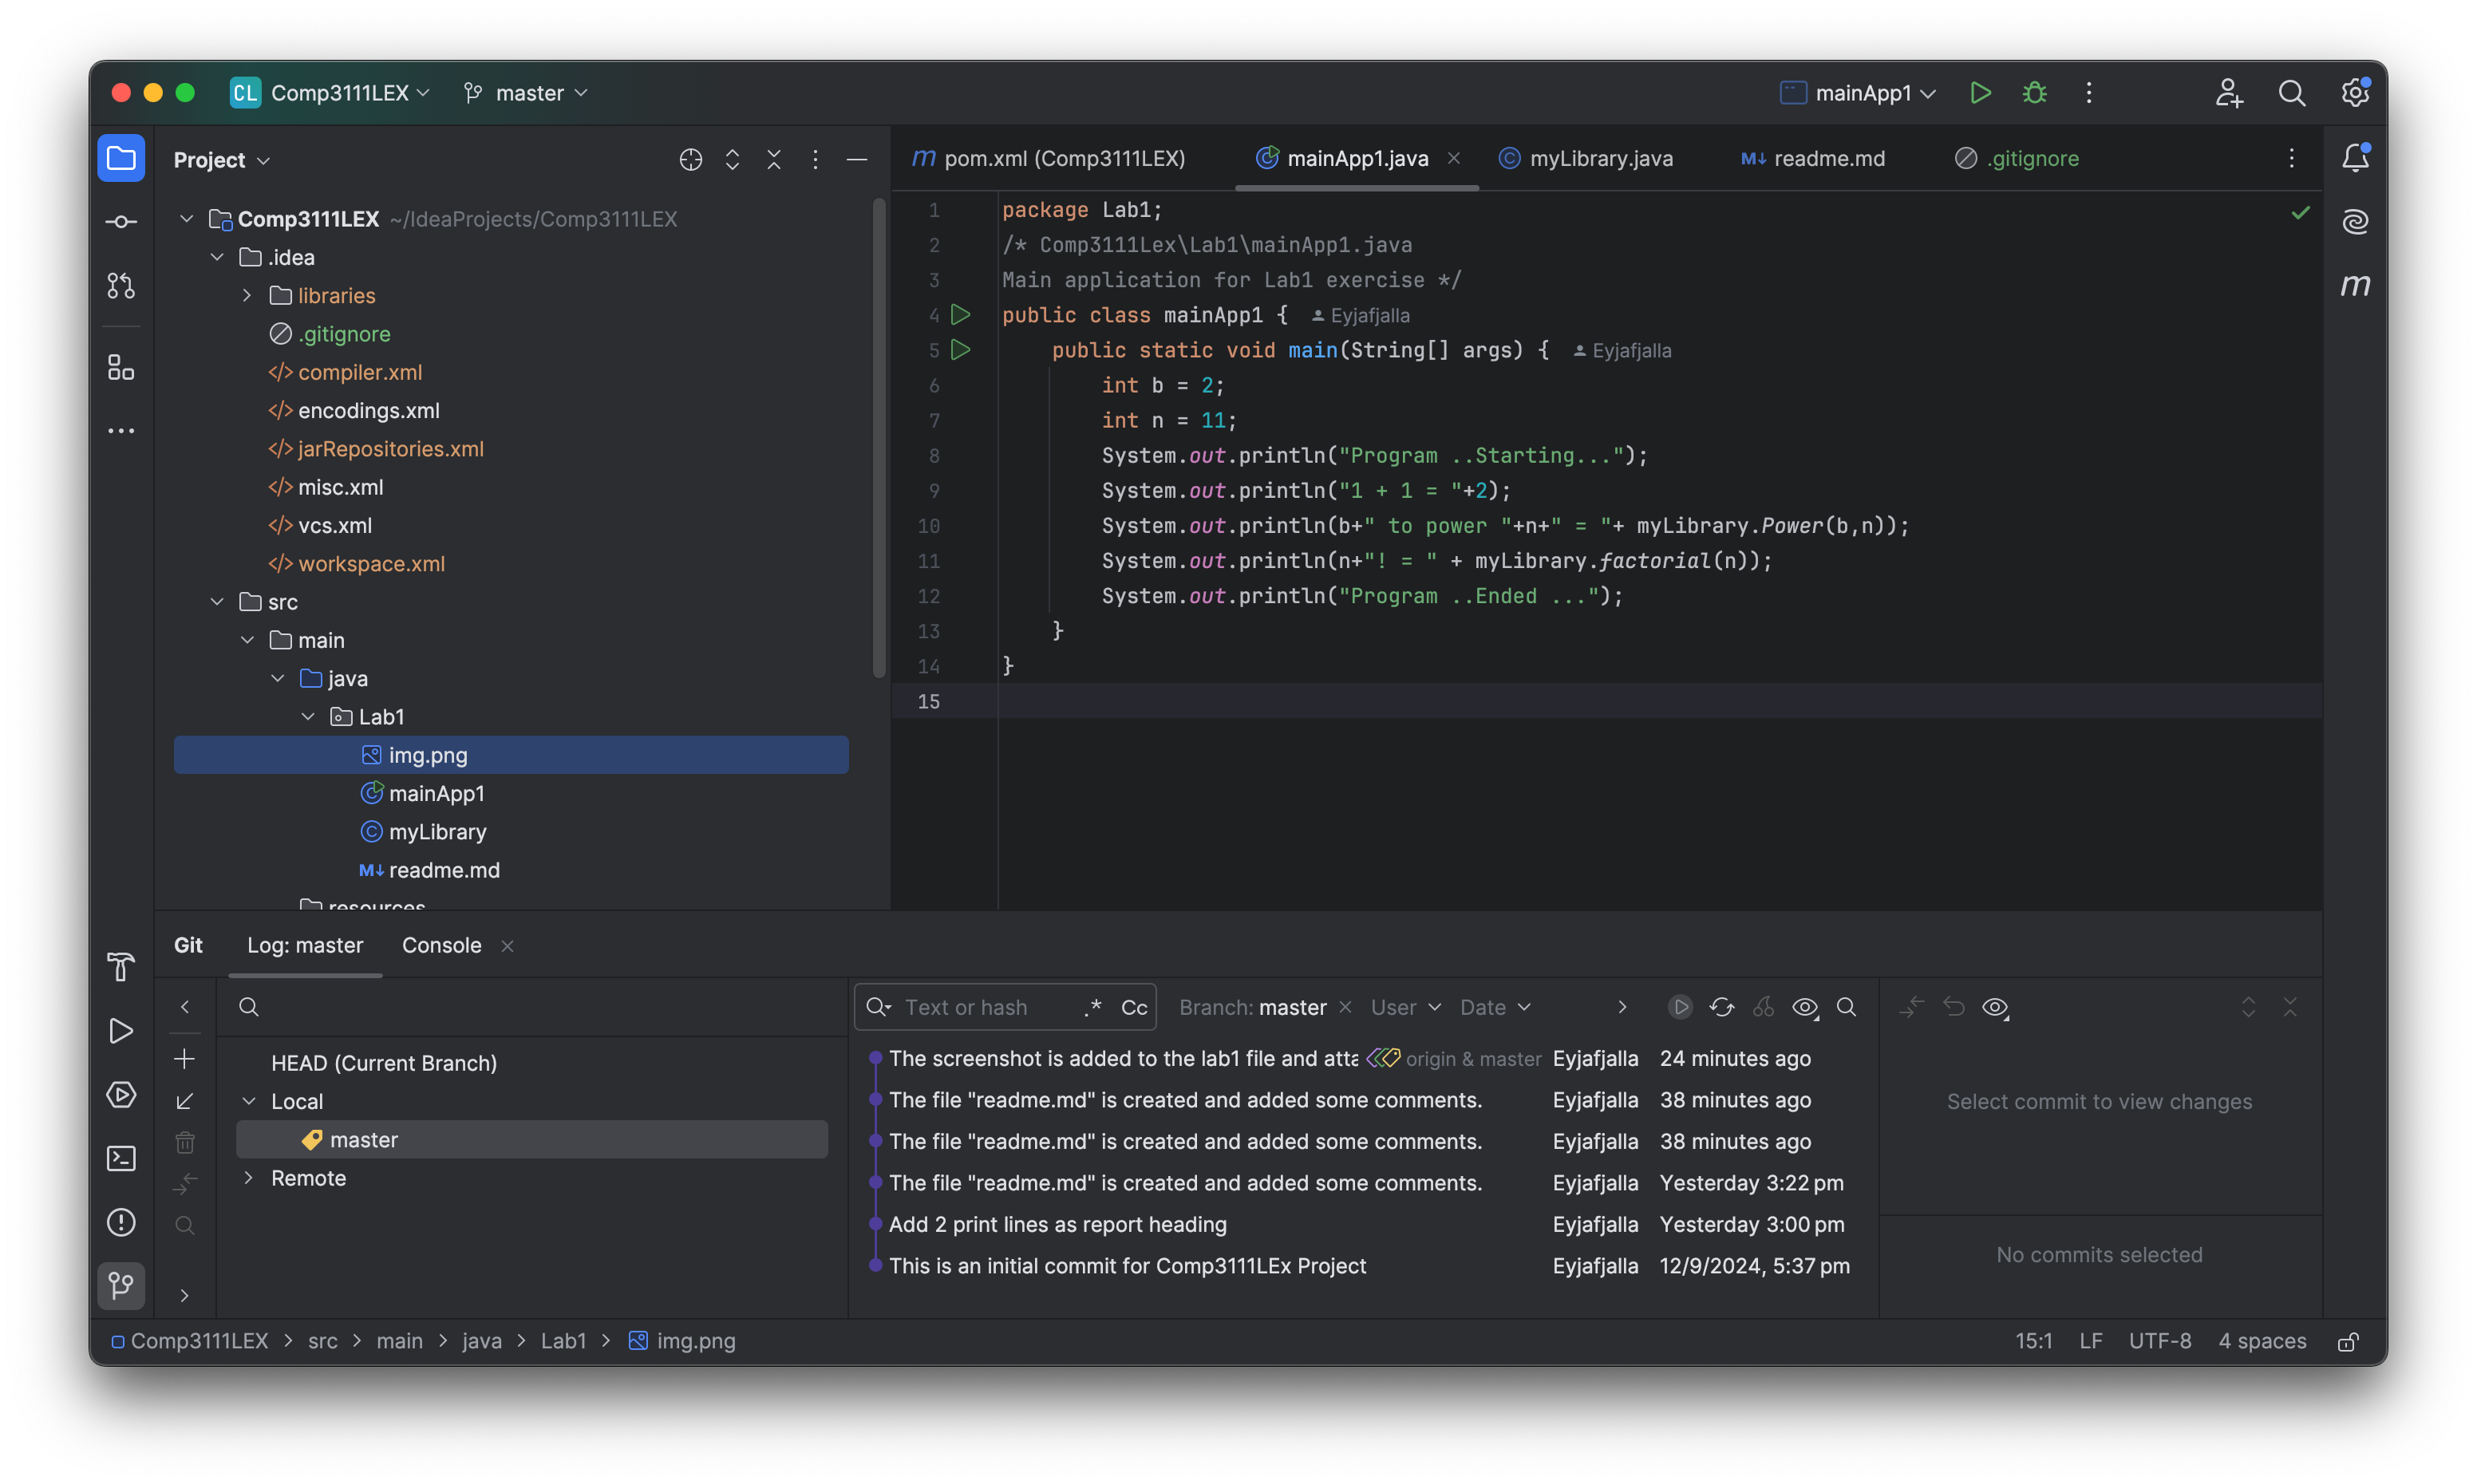 CL Comp3111LEX master mainApp1
Project
Comp3111LEX ~/IdeaProjects/Comp3111LEX
.idea
libraries
.gitignore
</> compiler.xml
</> encodings.xml
</> jarRepositories.xml
</> misc.xml
</> vcs.xml
</> workspace.xml
src
main
java
Lab1
img.png
mainApp1
myLibrary
M↓ readme.md
resources
m pom.xml (Comp3111LEX) mainApp1.java myLibrary.java M↓ readme.md .gitignore
m
1 package Lab1;
2 /* Comp3111Lex\Lab1\mainApp1.java
3 Main application for Lab1 exercise */
4 public class mainApp1 { Eyjafjalla
5 public static void main(String[] args) { Eyjafjalla
6 int b = 2;
7 int n = 11;
8 System.out.println("Program ..Starting...");
9 System.out.println("1 + 1 = "+2);
10 System.out.println(b+" to power "+n+" = "+ myLibrary.Power(b,n));
11 System.out.println(n+"! = " + myLibrary.factorial(n));
12 System.out.println("Program ..Ended ...");
13 }
14 }
15
Git Log: master Console
HEAD (Current Branch)
Local
master
Remote
Text or hash .* Cc Branch: master User Date
The screenshot is added to the lab1 file and atta origin & master Eyjafjalla 24 minutes ago
The file "readme.md" is created and added some comments. Eyjafjalla 38 minutes ago
The file "readme.md" is created and added some comments. Eyjafjalla 38 minutes ago
The file "readme.md" is created and added some comments. Eyjafjalla Yesterday 3:22 pm
Add 2 print lines as report heading Eyjafjalla Yesterday 3:00 pm
This is an initial commit for Comp3111LEx Project Eyjafjalla 12/9/2024, 5:37 pm
Select commit to view changes
No commits selected
Comp3111LEX > src > main > java > Lab1 > img.png
15:1 LF UTF-8 4 spaces